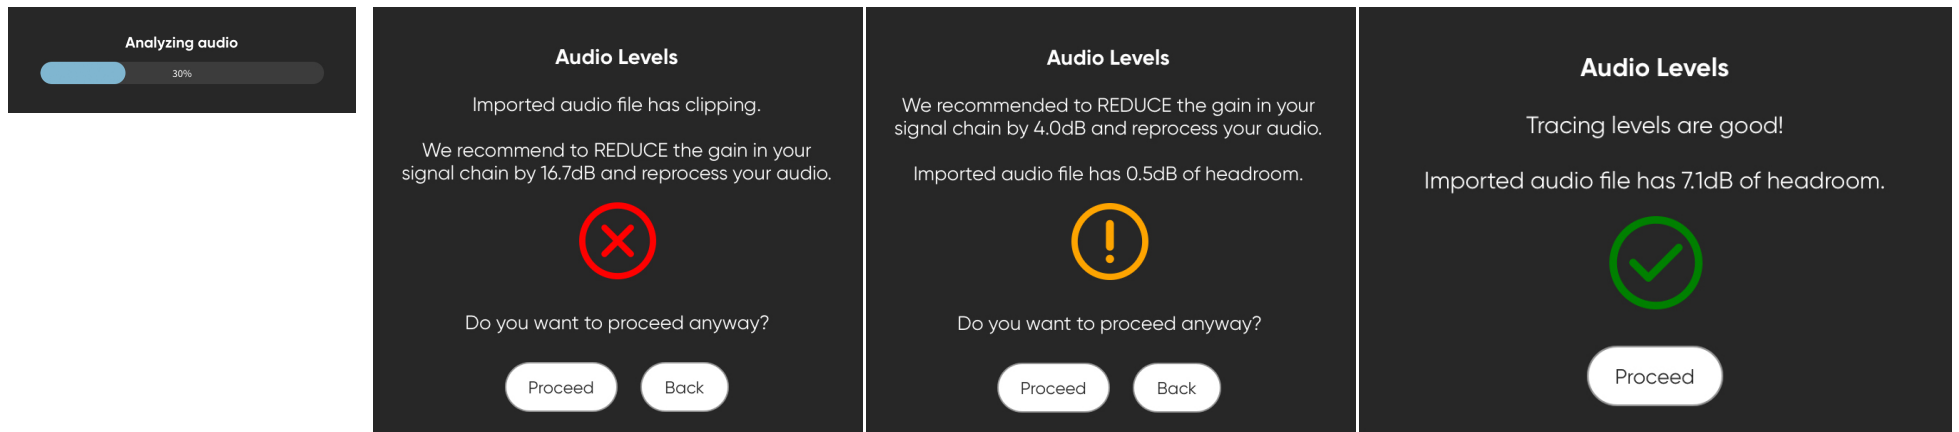 Analyzing audio
30%
Audio Levels
Imported audio file has clipping.
We recommend to REDUCE the gain in your
signal chain by 16.7dB and reprocess your audio.
Do you want to proceed anyway?
Proceed
Back
Audio Levels
We recommended to REDUCE the gain in your
signal chain by 4.0dB and reprocess your audio.
Imported audio file has 0.5dB of headroom.
Do you want to proceed anyway?
Proceed
Back
Audio Levels
Tracing levels are good!
Imported audio file has 7.1dB of headroom.
Proceed